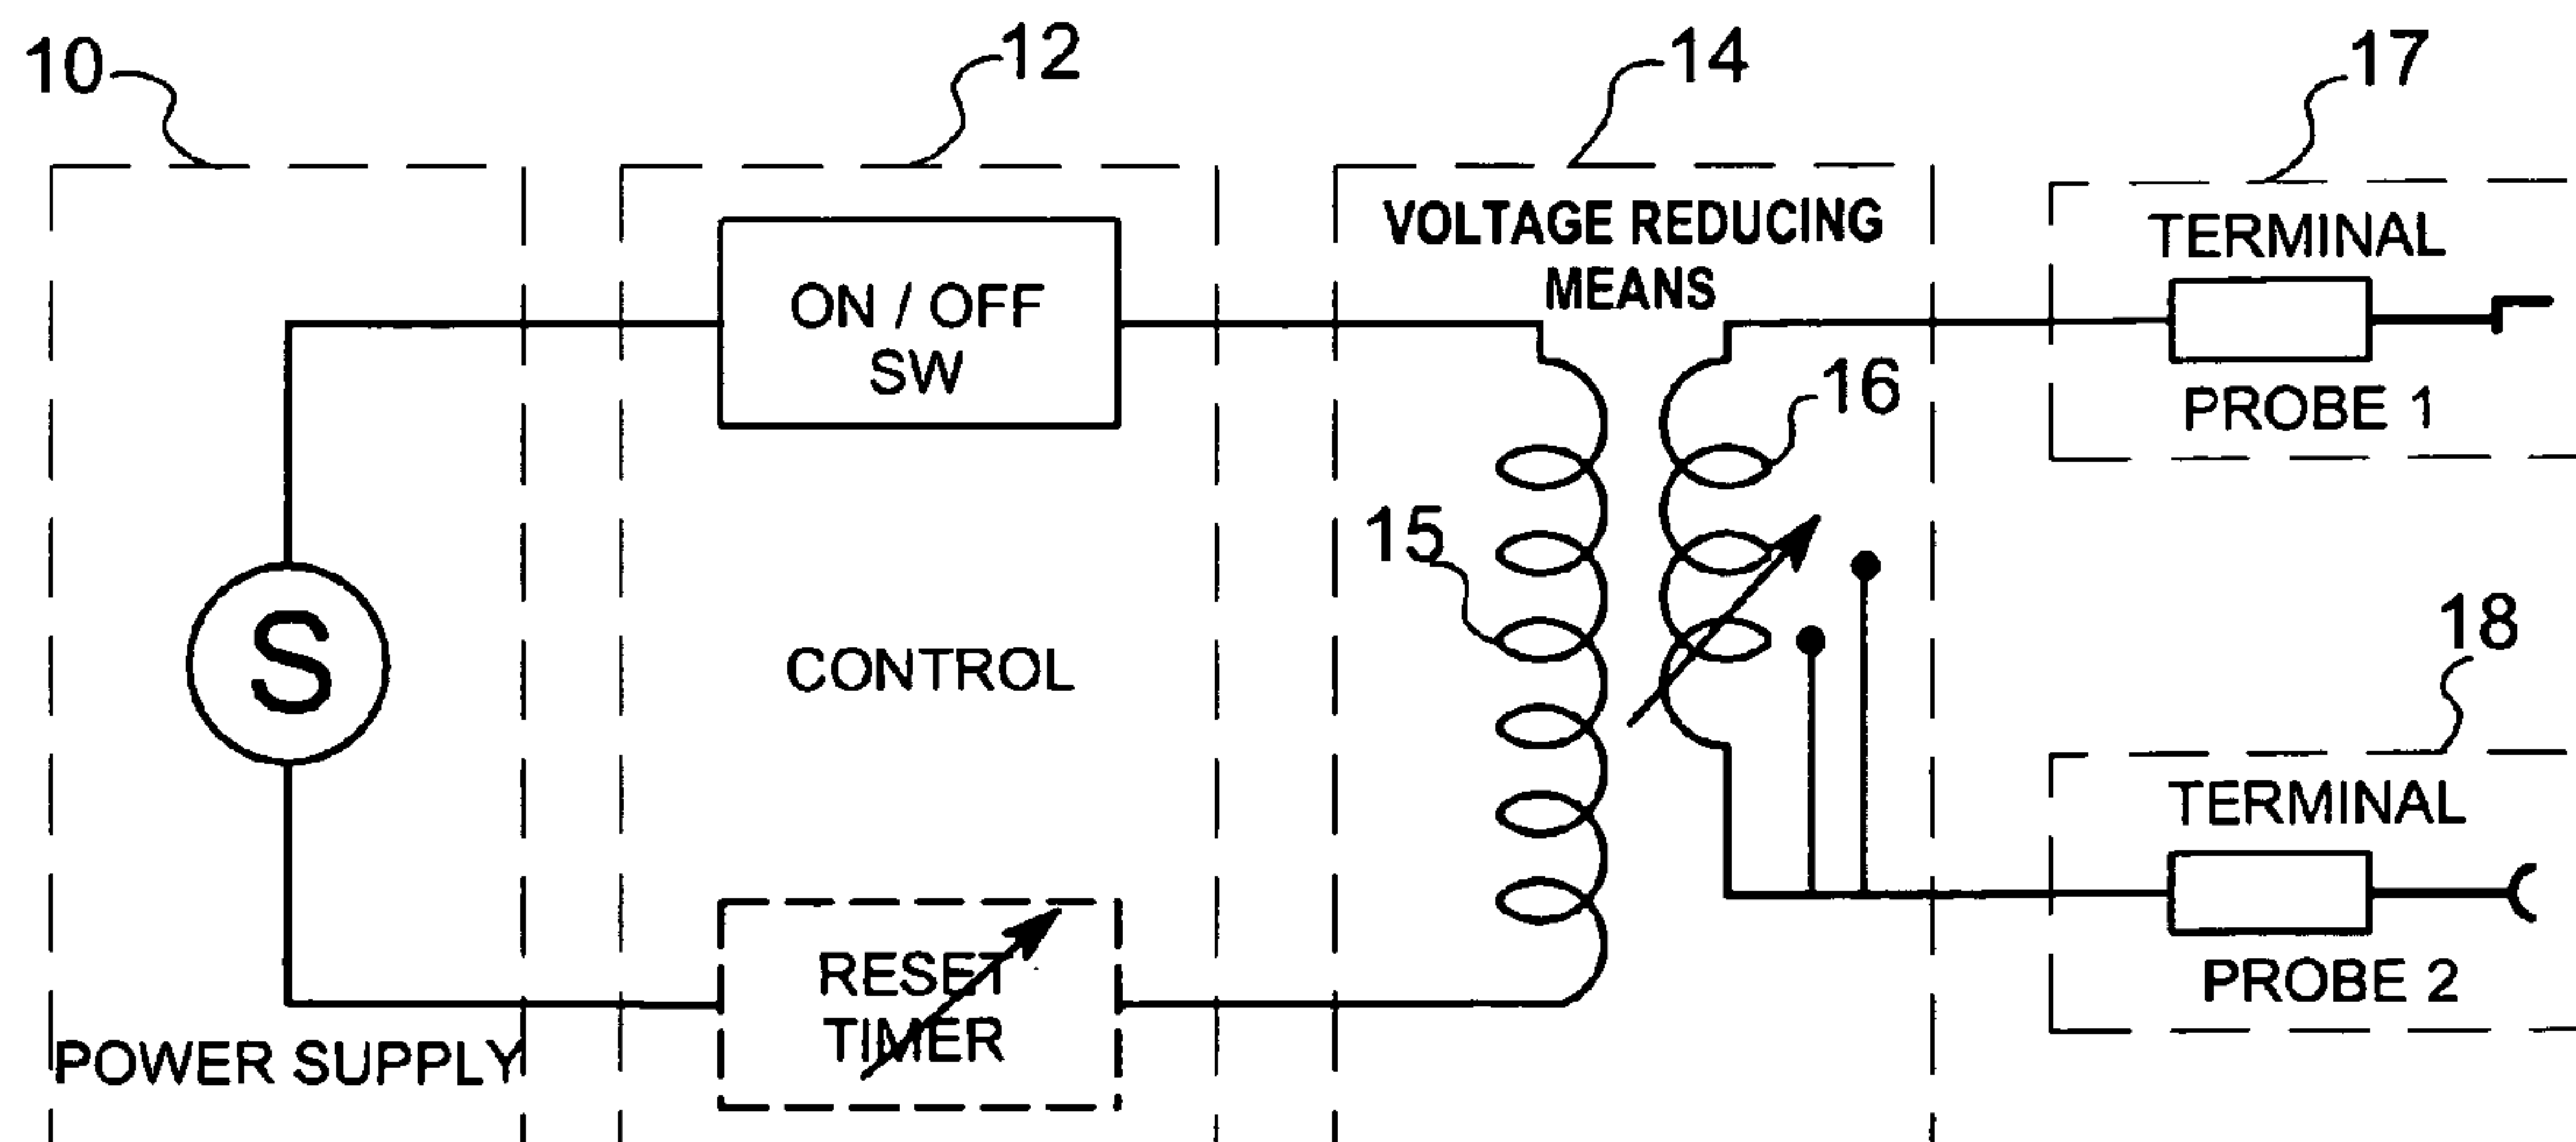 10
12
14
17
VOLTAGE REDUCING
MEANS
TERMINAL
PROBE 1
ON / OFF
SW
16
15
S
CONTROL
18
TERMINAL
PROBE 2
RESET
TIMER
POWER SUPPLY